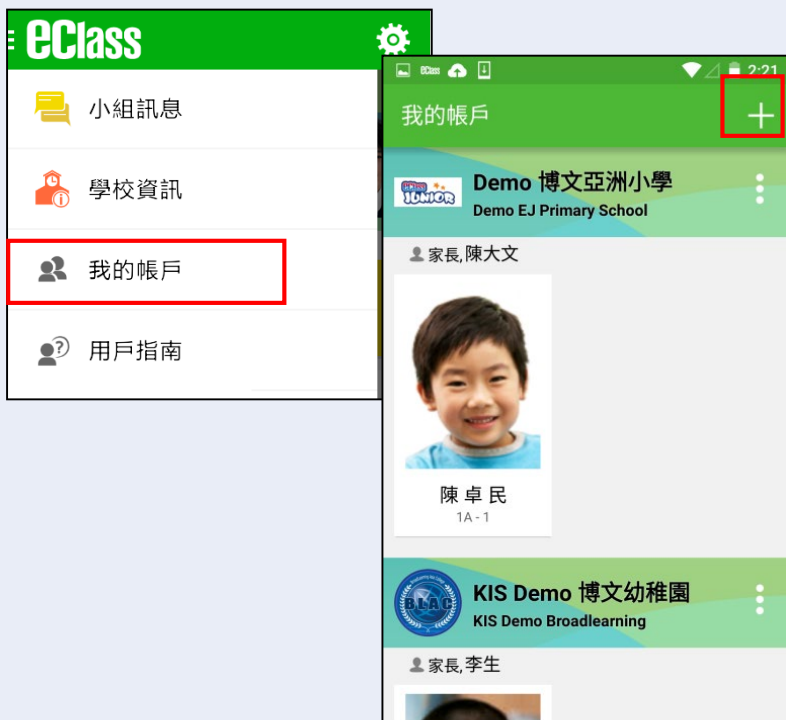 eClass
小組訊息
學校資訊
我的帳戶
用戶指南
eClass
2:21
我的帳戶
eClass
JUNIOR
Demo 博文亞洲小學
Demo EJ Primary School
家長,陳大文
陳 卓 民
1A - 1
BLAC
KIS Demo 博文幼稚園
KIS Demo Broadlearning
家長,李生